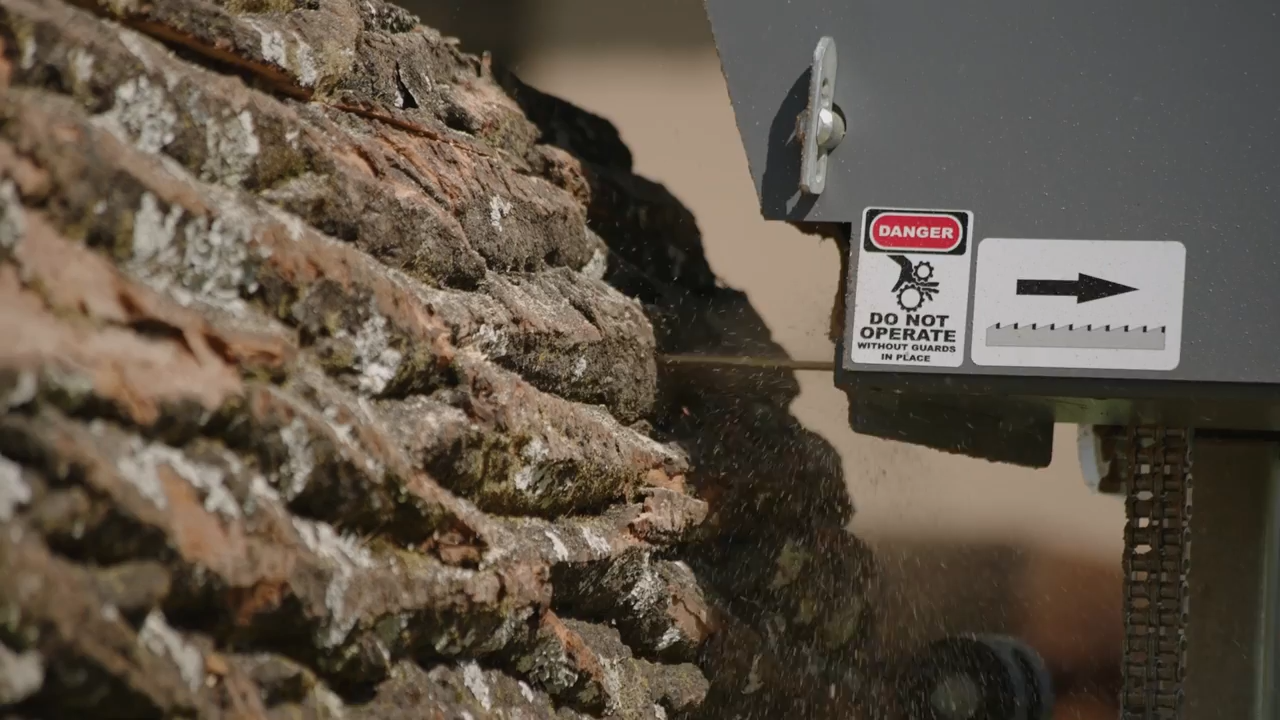 DANGER
DO NOT
OPERATE
WITHOUT GUARDS
IN PLACE